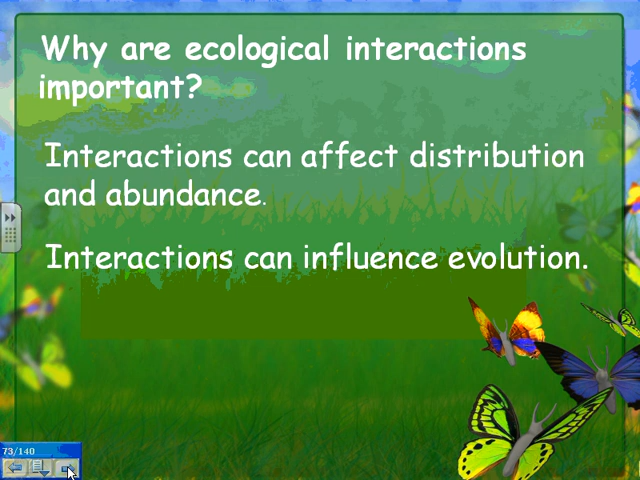 Why are ecological interactions
important?
Interactions can affect distribution
and abundance.
Interactions can influence evolution.
73/140